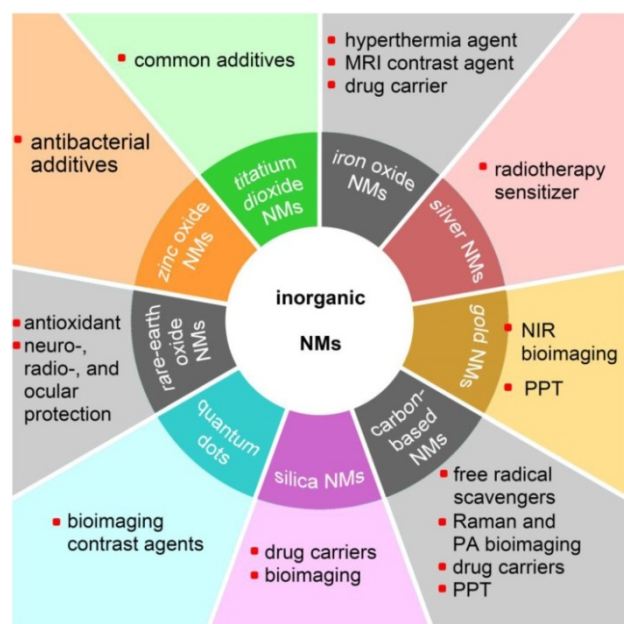 common additives
hyperthermia agent
MRI contrast agent
drug carrier
antibacterial
additives
radiotherapy
sensitizer
titatium
dioxide
NMs
iron oxide
NMs
zinc oxide
NMs
silver NMs
inorganic
NMs
rare-earth
oxide
NMs
gold NMs
antioxidant
neuro-,
radio-, and
ocular
protection
NIR
bioimaging
PPT
quantum
dots
silica NMs
carbon-
based
NMs
bioimaging
contrast agents
drug carriers
bioimaging
free radical
scavengers
Raman and
PA bioimaging
drug carriers
PPT